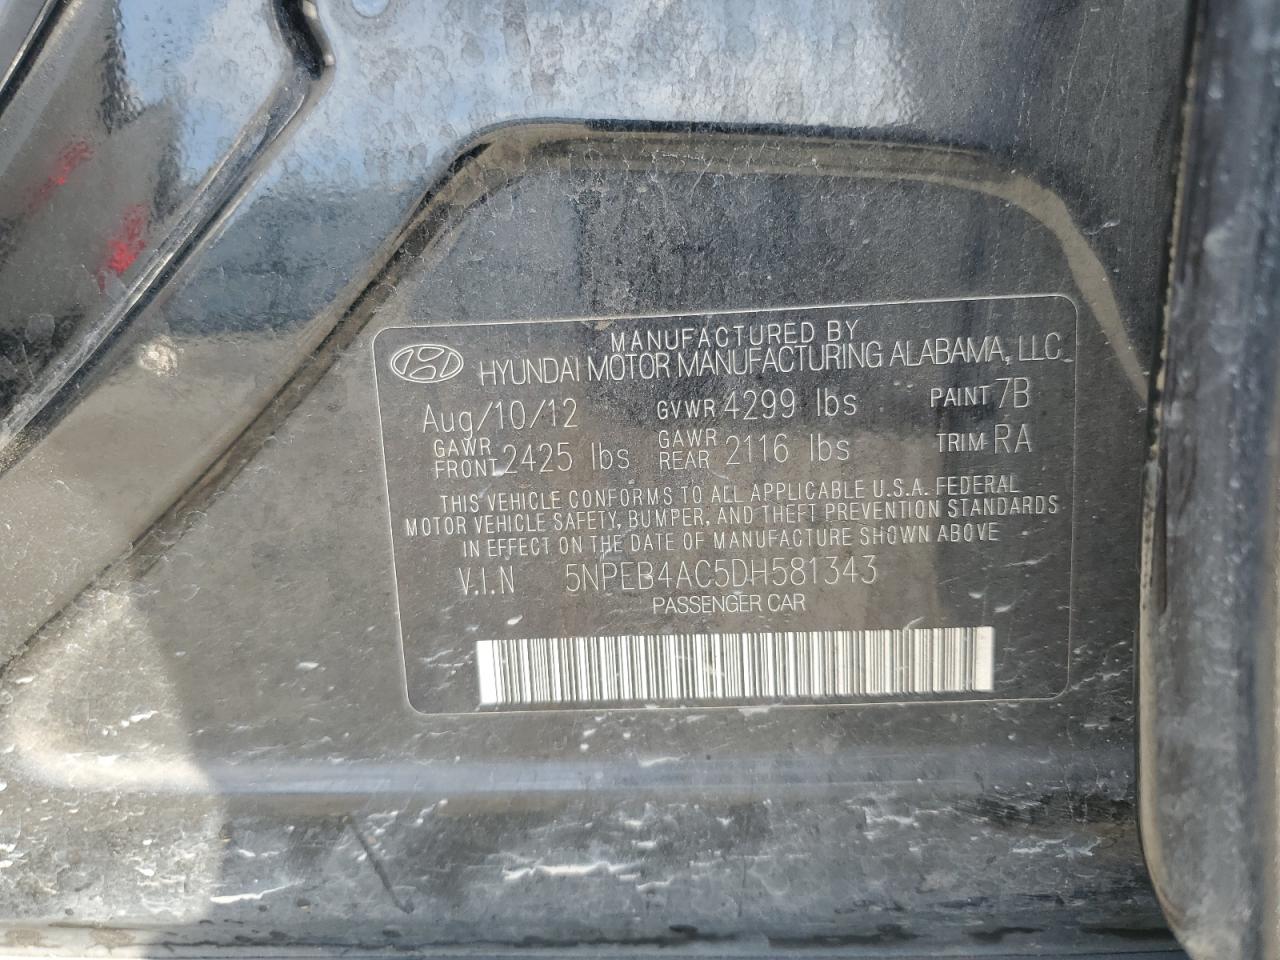 MANUFACTURED BY
HYUNDAI MOTOR MANUFACTURING ALABAMA, LLC
Aug/10/12 GVWR 4299 lbs PAINT 7B
GAWR FRONT 2425 lbs GAWR REAR 2116 lbs TRIM RA
THIS VEHICLE CONFORMS TO ALL APPLICABLE U.S.A. FEDERAL
MOTOR VEHICLE SAFETY, BUMPER, AND THEFT PREVENTION STANDARDS
IN EFFECT ON THE DATE OF MANUFACTURE SHOWN ABOVE
V.I.N 5NPEB4AC5DH581343
PASSENGER CAR